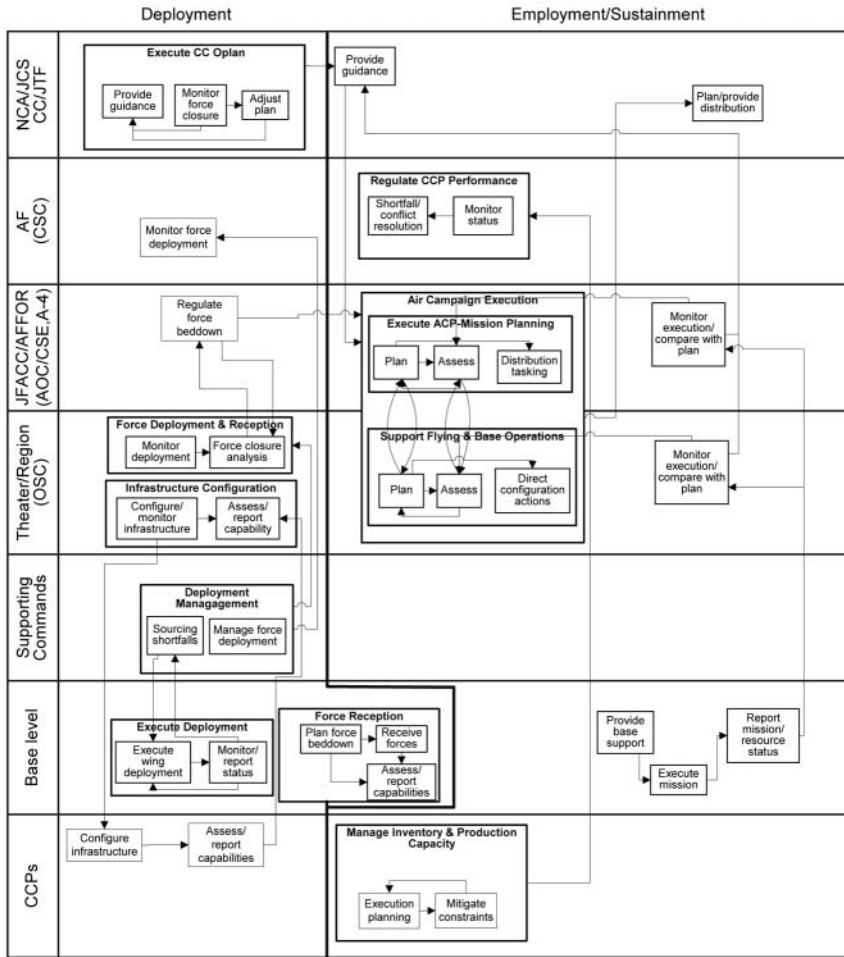 Deployment
Employment/Sustainment
NCA/JCS
CC/JTF
Execute CC Oplan
Provide
guidance
Monitor
force
closure
Adjust
plan
Provide
guidance
Plan/provide
distribution
AF
(CSC)
Monitor force
deployment
Regulate CCP Performance
Shortfall/
conflict
resolution
Monitor
status
JFACC/AFFOR
(AOC/CSE,A-4)
Regulate
force
beddown
Air Campaign Execution
Execute ACP-Mission Planning
Plan
Assess
Distribution
tasking
Monitor
execution/
compare with
plan
Theater/Region
(OSC)
Force Deployment & Reception
Monitor
deployment
Force closure
analysis
Infrastructure Configuration
Configure/
monitor
infrastructure
Assess/
report
capability
Support Flying & Base Operations
Plan
Assess
Direct
configuration
actions
Monitor
execution/
compare with
plan
Supporting
Commands
Deployment
Managagement
Sourcing
shortfalls
Manage force
deployment
Base level
Execute Deployment
Execute
wing
deployment
Monitor/
report
status
Force Reception
Plan force
beddown
Receive
forces
Assess/
report
capabilities
Provide
base
support
Execute
mission
Report
mission/
resource
status
CCPs
Configure
infrastructure
Assess/
report
capabilities
Manage Inventory & Production
Capacity
Execution
planning
Mitigate
constraints